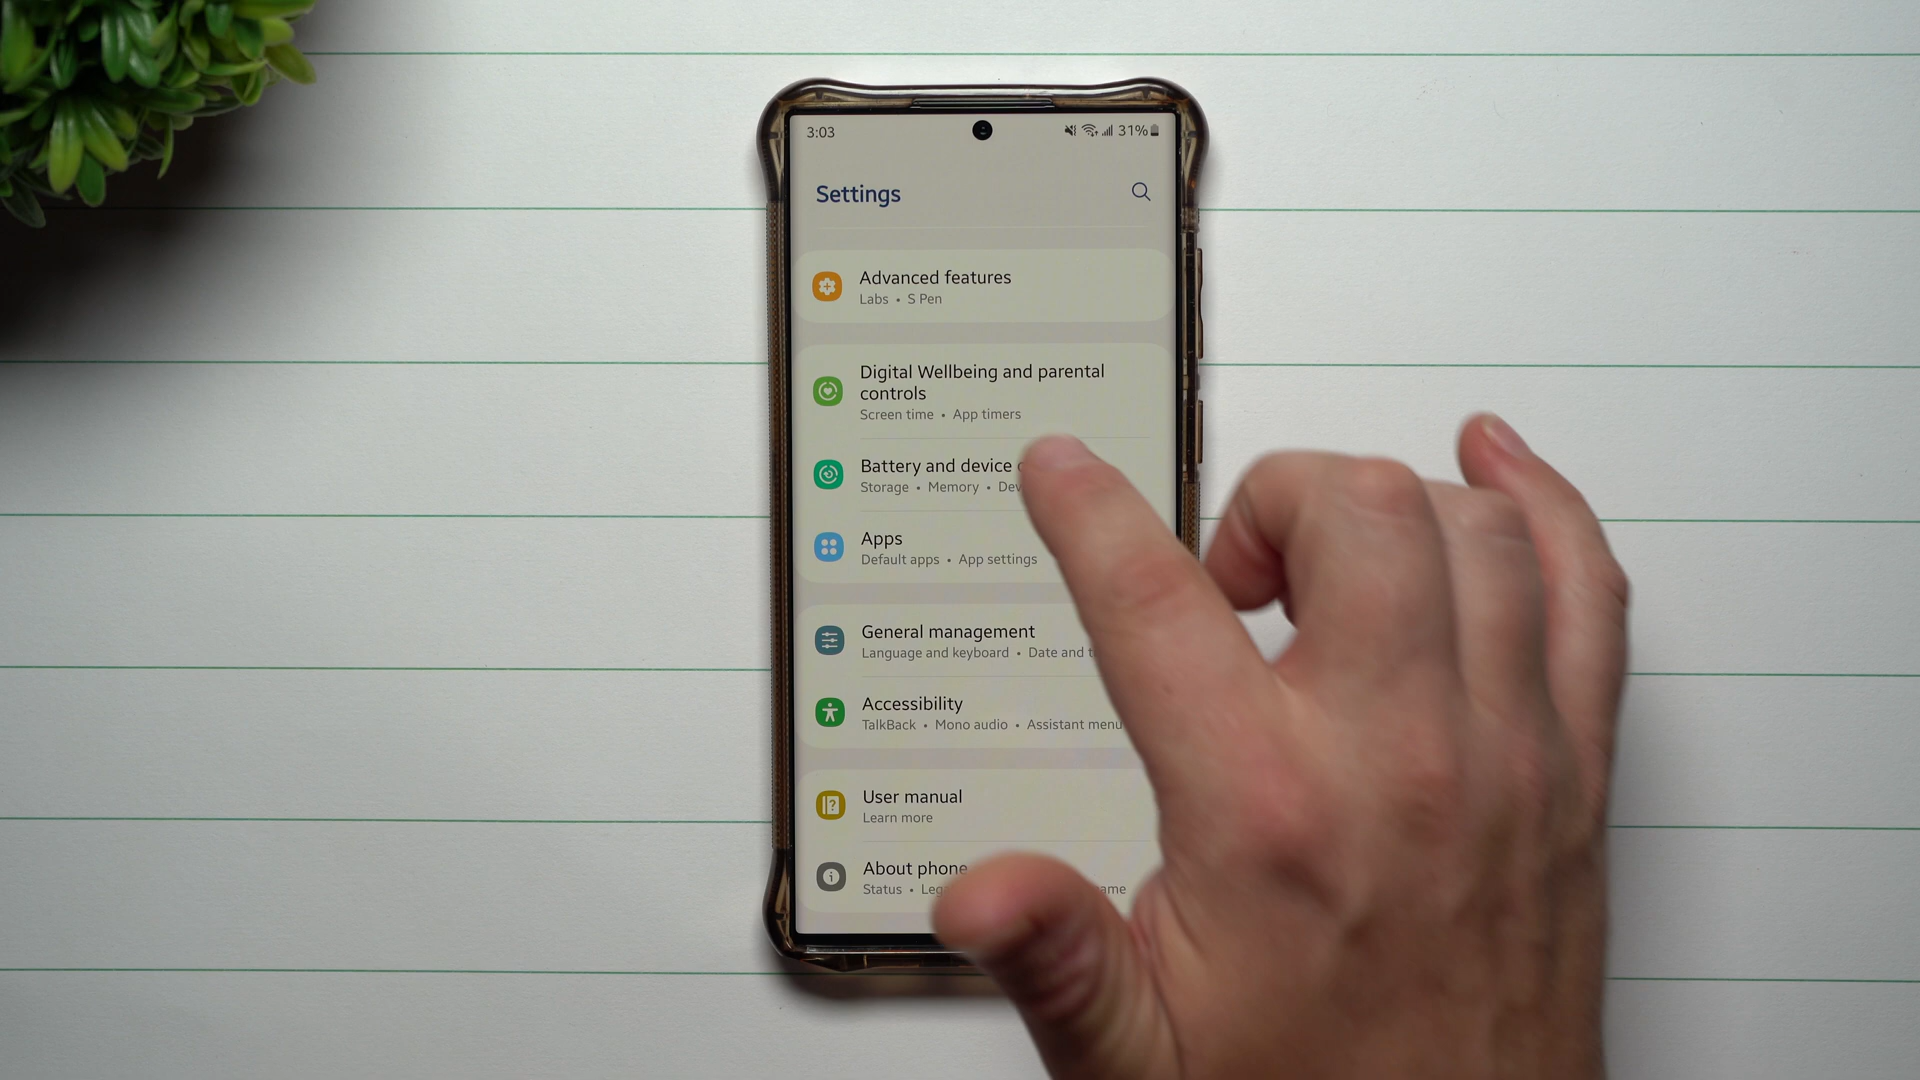 3:03 31%
Settings
Advanced features
Labs • S Pen
Digital Wellbeing and parental
controls
Screen time • App timers
Battery and device
Storage • Memory •
Apps
Default apps • App settings
General management
Language and keyboard • Date and
Accessibility
TalkBack • Mono audio • Assistant menu
User manual
Learn more
About phone
Status •